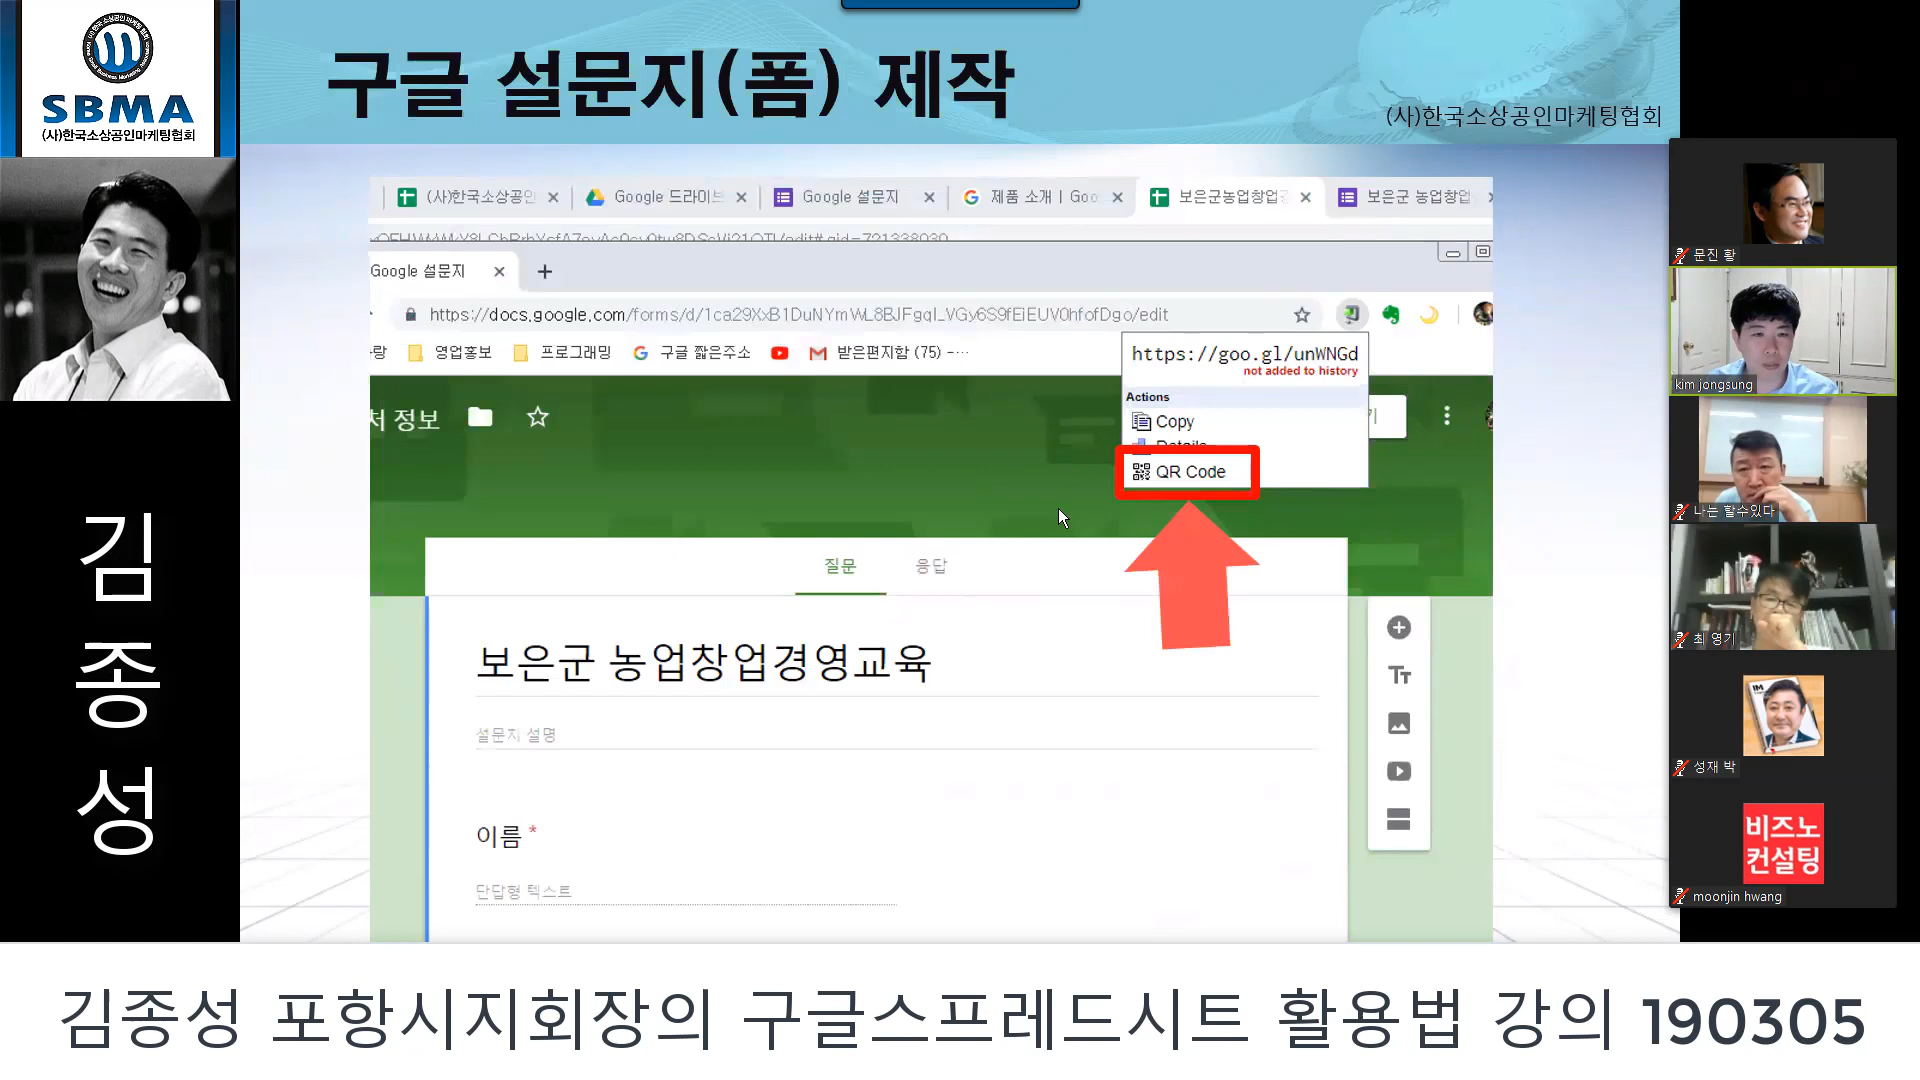 SBMA
(사)한국소상공인마케팅협회
김
종
성
구글 설문지(폼) 제작
(사)한국소상공인마케팅협회
(사)한국소상공인
Google 드라이브
Google 설문지
제품 소개 | Goo
보은군농업창업경
보은군 농업창업
Google 설문지
https://docs.google.com/forms/d/1ca29XxB1DuNYmWL8BJFgqI_VGy6S9fEiEUV0hfofDgo/edit
영업홍보
프로그래밍
구글 짧은주소
받은편지함 (75) -…
https://goo.gl/unWNGd
not added to history
Actions
Copy
Details
QR Code
처 정보
질문
응답
보은군 농업창업경영교육
설문지 설명
이름 *
단답형 텍스트
문진 황
kim jongsung
나는 할수있다
최 영기
성재 박
비즈노
컨설팅
moonjin hwang
김종성 포항시지회장의 구글스프레드시트 활용법 강의 190305